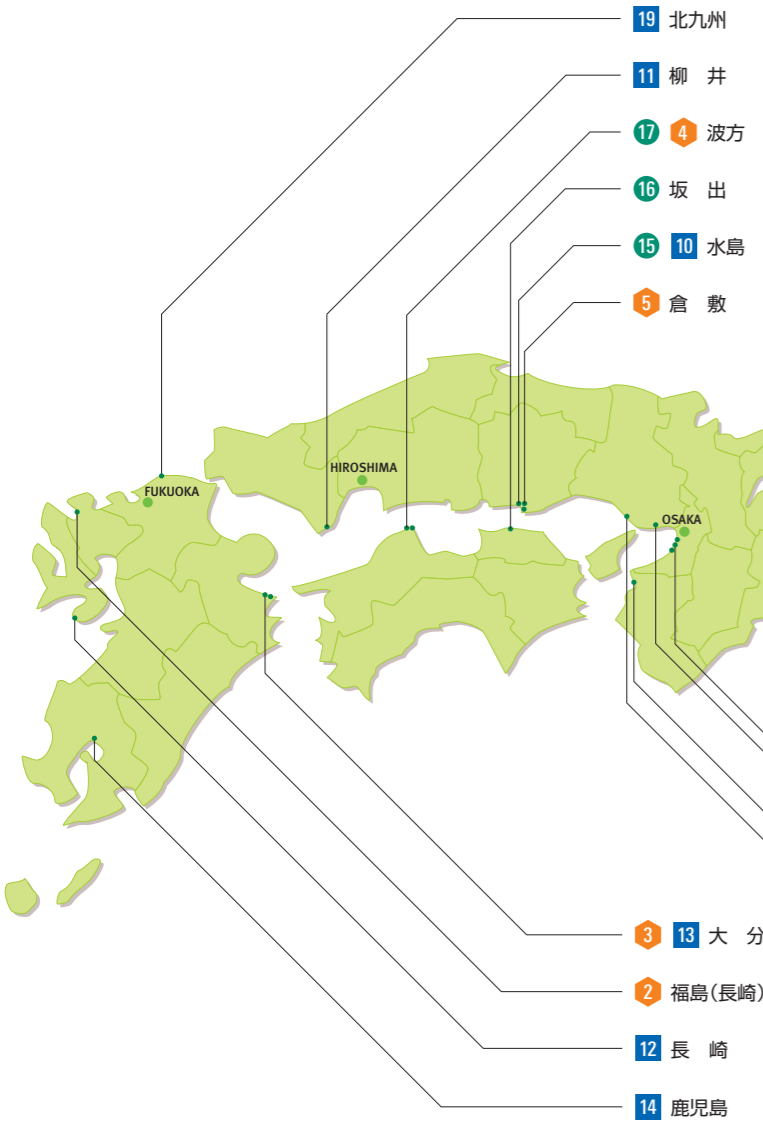 19 北九州
11 柳　井
17 4 波方
16 坂　出
15 10 水島
5 倉　敷
HIROSHIMA
FUKUOKA
OSAKA
3 13 大　分
2 福島(長崎)
12 長　崎
14 鹿児島